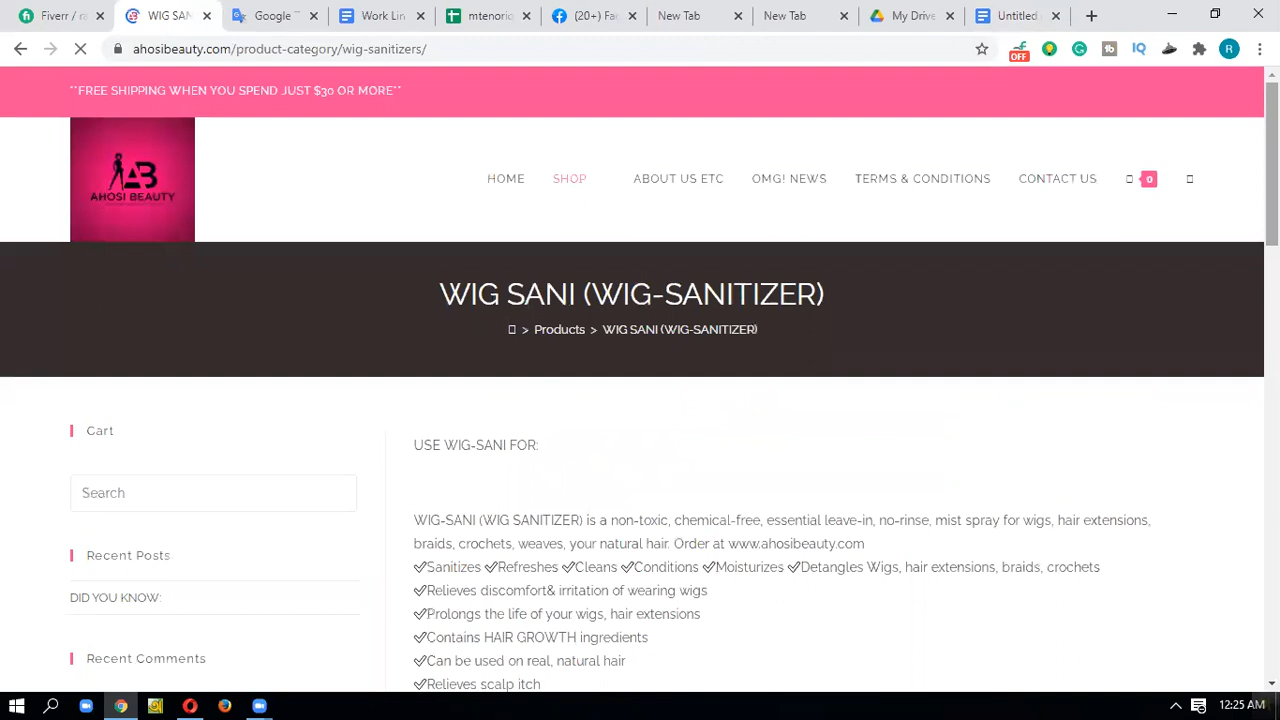 Fiverr / c
WIG SAN
Google T
Work Lin
mtenorio
(20+) Fac
New Tab
New Tab
My Drive
Untitled
ahosibeauty.com/product-category/wig-sanitizers/
OFF
IQ
R
**FREE SHIPPING WHEN YOU SPEND JUST $30 OR MORE**
AB
AHOSI BEAUTY
HOME SHOP ABOUT US ETC OMG! NEWS TERMS & CONDITIONS CONTACT US 0
WIG SANI (WIG-SANITIZER)
> Products > WIG SANI (WIG-SANITIZER)
Cart
Search
Recent Posts
DID YOU KNOW:
Recent Comments
USE WIG-SANI FOR:
WIG-SANI (WIG SANITIZER) is a non-toxic, chemical-free, essential leave-in, no-rinse, mist spray for wigs, hair extensions,
braids, crochets, weaves, your natural hair. Order at www.ahosibeauty.com
✔Sanitizes ✔Refreshes ✔Cleans ✔Conditions ✔Moisturizes ✔Detangles Wigs, hair extensions, braids, crochets
✔Relieves discomfort& irritation of wearing wigs
✔Prolongs the life of your wigs, hair extensions
✔Contains HAIR GROWTH ingredients
✔Can be used on real, natural hair
✔Relieves scalp itch
12:25 AM